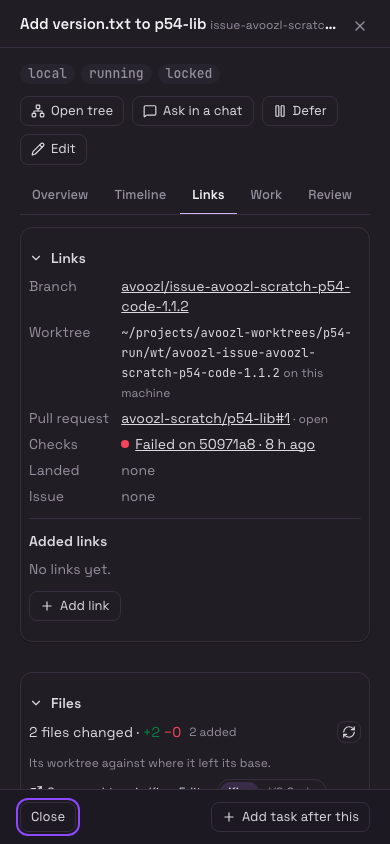 Add version.txt to p54-lib issue-avoozl-scratc...
local running locked
Open tree Ask in a chat Defer
Edit
Overview Timeline Links Work Review
Links
Branch avoozl/issue-avoozl-scratch-p54-
code-1.1.2
Worktree ~/projects/avoozl-worktrees/p54-
run/wt/avoozl-issue-avoozl-
scratch-p54-code-1.1.2 on this
machine
Pull request avoozl-scratch/p54-lib#1 · open
Checks Failed on 50971a8 · 8 h ago
Landed none
Issue none
Added links
No links yet.
Add link
Files
2 files changed · +2 −0 2 added
Its worktree against where it left its base.
Close Add task after this